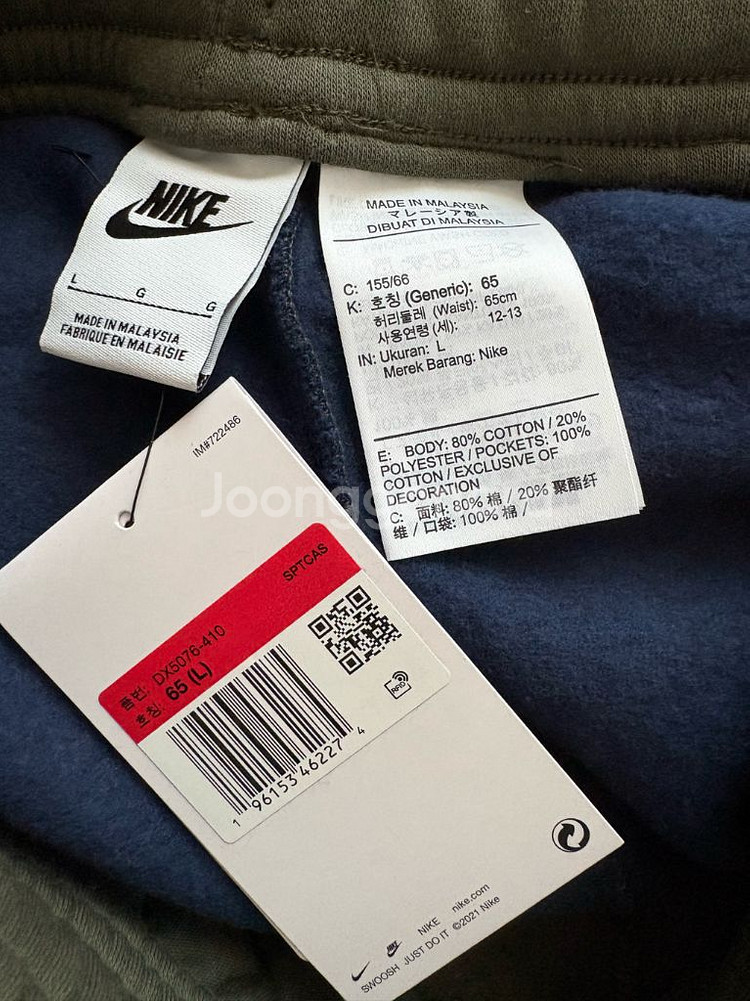 NIKE
L G G
MADE IN MALAYSIA
FABRIQUE EN MALAISIE
MADE IN MALAYSIA
マレーシア製
DIBUAT DI MALAYSIA
C: 155/66
K: 호칭 (Generic): 65
허리둘레 (Waist): 65cm
사용연령 (세): 12-13
IN: Ukuran: L
Merek Barang: Nike
E: BODY: 80% COTTON / 20%
POLYESTER / POCKETS: 100%
COTTON / EXCLUSIVE OF
DECORATION
C: 面料: 80% 棉 / 20% 聚酯纤
维 / 口袋: 100% 棉 /
IM#722486
SPTCAS
품번: DX5076-410
호칭: 65 (L)
RFID
1 96153 46227 4
NIKE nike.com
SWOOSH JUST DO IT ©2021 Nike